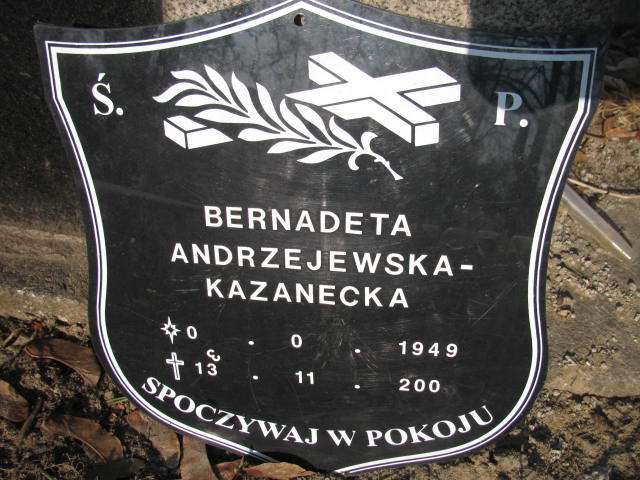 Ś. P.
BERNADETA
ANDRZEJEWSKA-
KAZANECKA
0 . 0 . 1949
13 . 11 . 200
SPOCZYWAJ W POKOJU